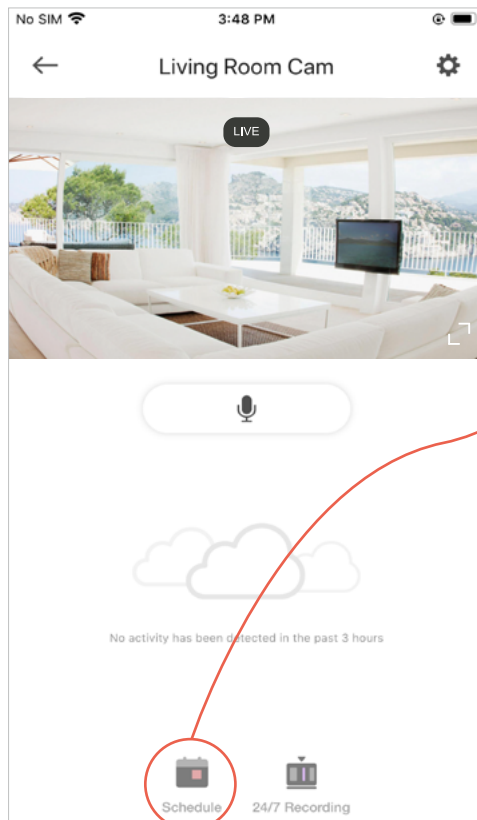 No SIM 3:48 PM
Living Room Cam
LIVE
No activity has been detected in the past 3 hours
Schedule 24/7 Recording